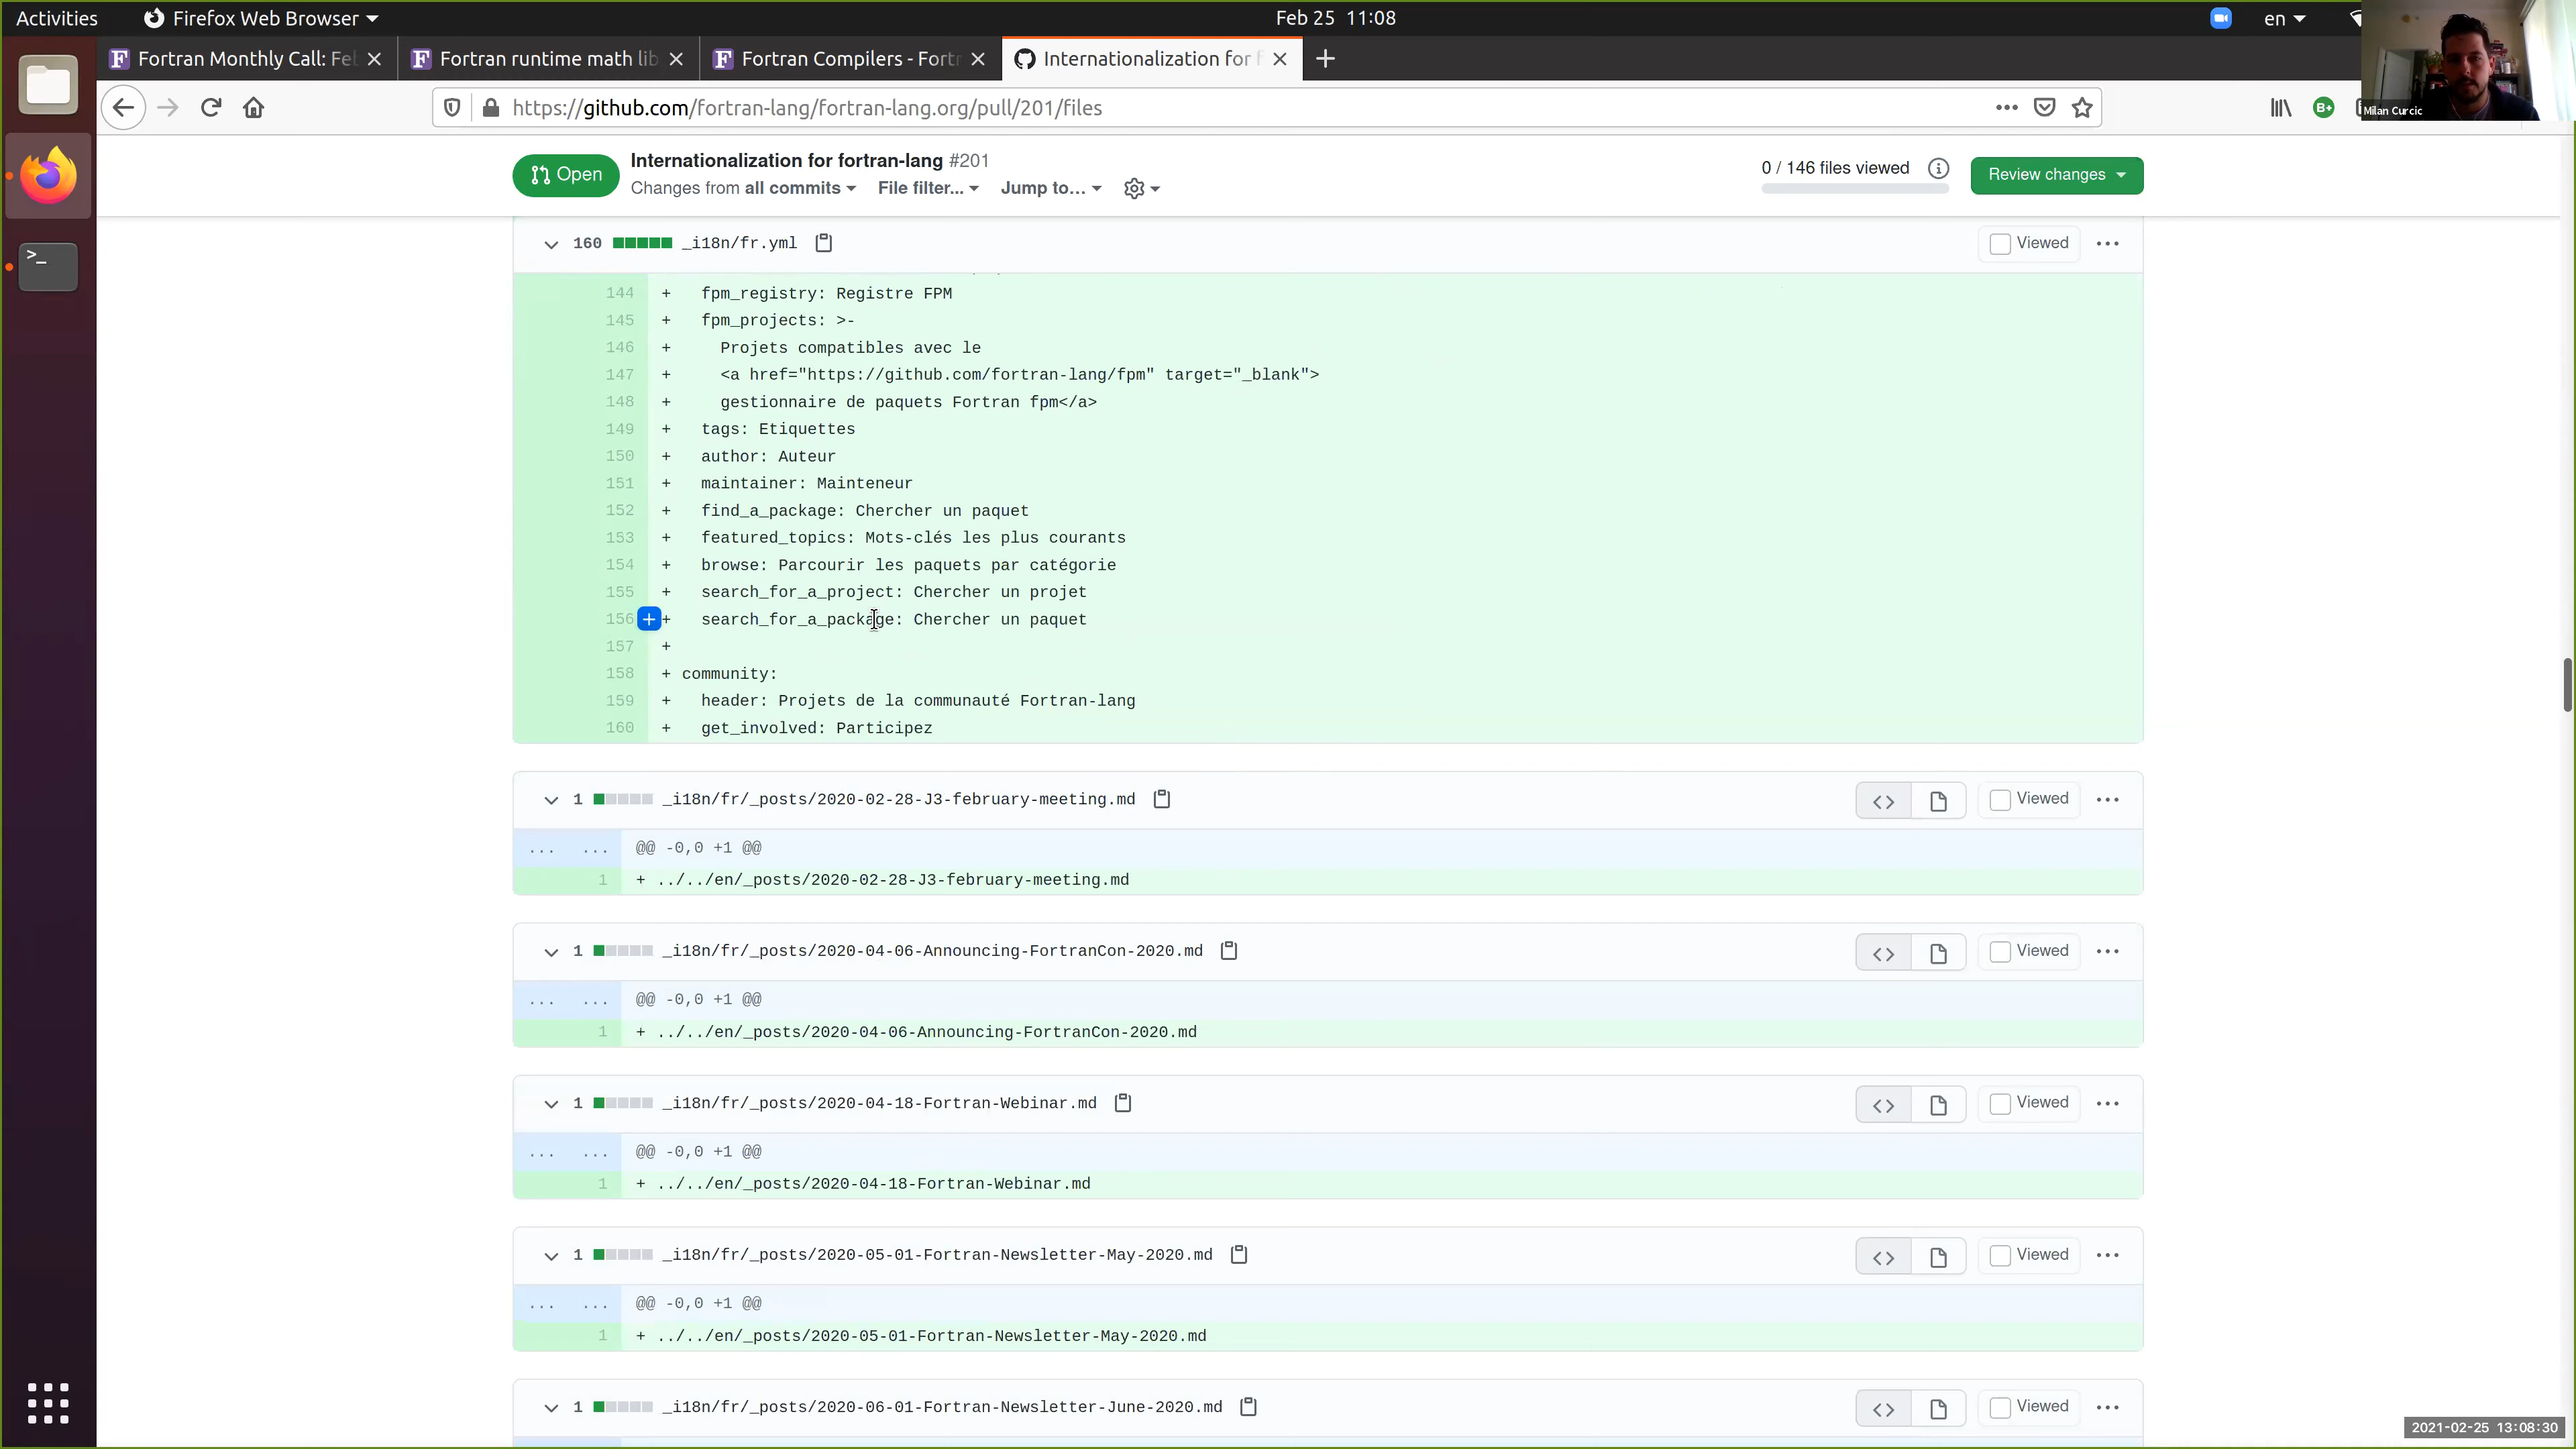 Activities
Firefox Web Browser
Feb 25 11:08
en
Fortran Monthly Call: Fe
Fortran runtime math lib
Fortran Compilers - Fortr
Internationalization for f
https://github.com/fortran-lang/fortran-lang.org/pull/201/files
B+
Milan Curcic
Open
Internationalization for fortran-lang #201
Changes from all commits
File filter...
Jump to...
0 / 146 files viewed
Review changes
160 _i18n/fr.yml
Viewed
144 + fpm_registry: Registre FPM
145 + fpm_projects: >-
146 + Projets compatibles avec le
147 + <a href="https://github.com/fortran-lang/fpm" target="_blank">
148 + gestionnaire de paquets Fortran fpm</a>
149 + tags: Etiquettes
150 + author: Auteur
151 + maintainer: Mainteneur
152 + find_a_package: Chercher un paquet
153 + featured_topics: Mots-clés les plus courants
154 + browse: Parcourir les paquets par catégorie
155 + search_for_a_project: Chercher un projet
156 + search_for_a_package: Chercher un paquet
157 +
158 + community:
159 + header: Projets de la communauté Fortran-lang
160 + get_involved: Participez
1 _i18n/fr/_posts/2020-02-28-J3-february-meeting.md
Viewed
... ... @@ -0,0 +1 @@
1 + ../../en/_posts/2020-02-28-J3-february-meeting.md
1 _i18n/fr/_posts/2020-04-06-Announcing-FortranCon-2020.md
Viewed
... ... @@ -0,0 +1 @@
1 + ../../en/_posts/2020-04-06-Announcing-FortranCon-2020.md
1 _i18n/fr/_posts/2020-04-18-Fortran-Webinar.md
Viewed
... ... @@ -0,0 +1 @@
1 + ../../en/_posts/2020-04-18-Fortran-Webinar.md
1 _i18n/fr/_posts/2020-05-01-Fortran-Newsletter-May-2020.md
Viewed
... ... @@ -0,0 +1 @@
1 + ../../en/_posts/2020-05-01-Fortran-Newsletter-May-2020.md
1 _i18n/fr/_posts/2020-06-01-Fortran-Newsletter-June-2020.md
Viewed
2021-02-25 13:08:30